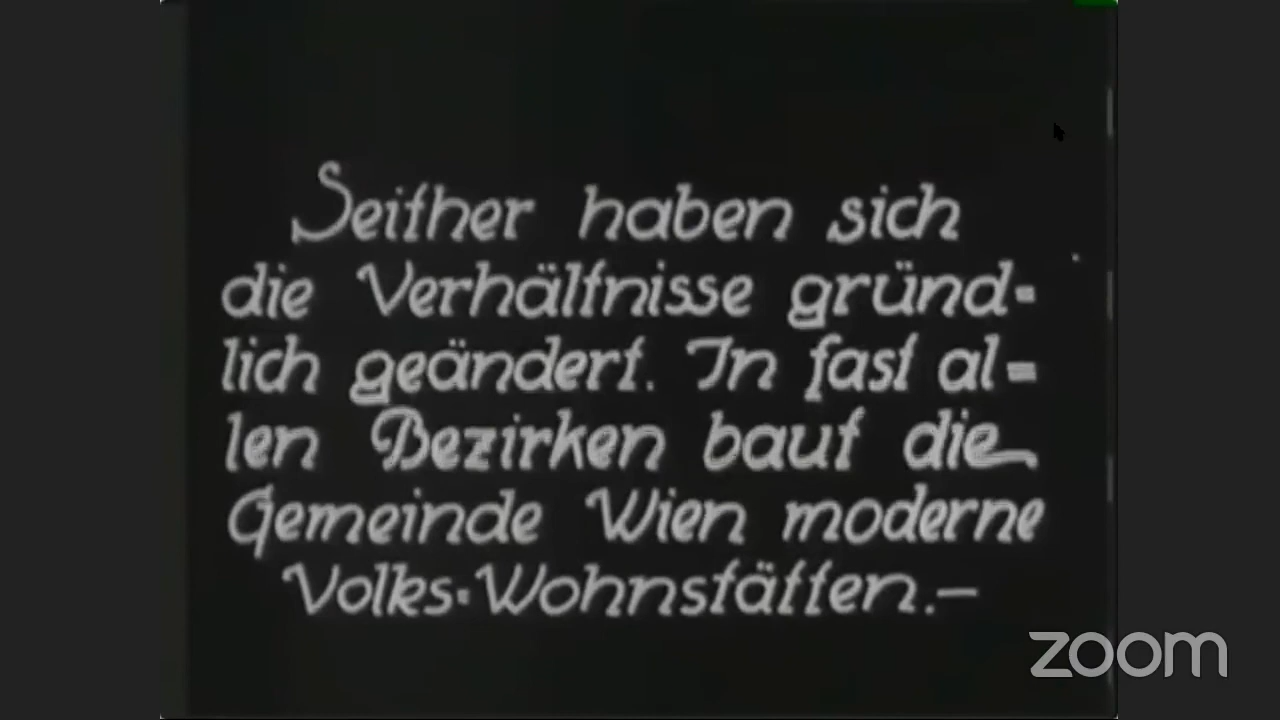 Seither haben sich
die Verhältnisse gründ=
lich geändert. In fast al=
len Bezirken baut die
Gemeinde Wien moderne
Volks=Wohnstätten.—
zoom